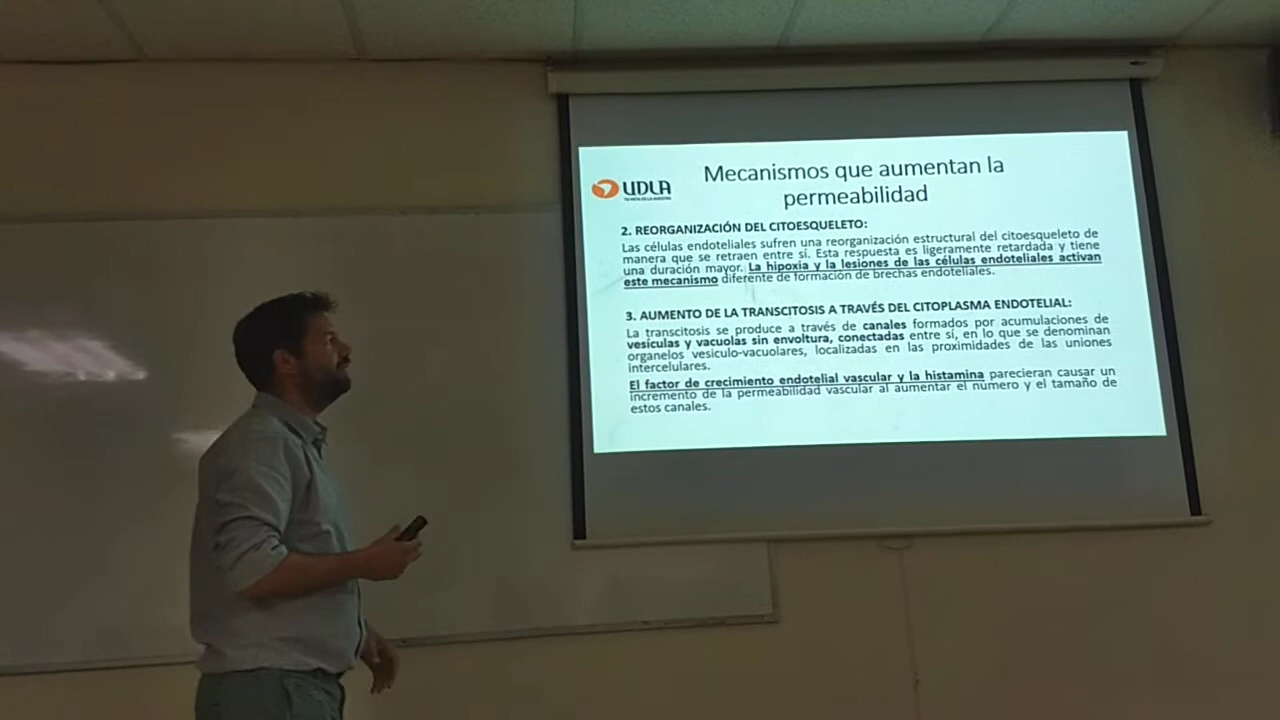 Mecanismos que aumentan la
permeabilidad
UDLA
2. REORGANIZACIÓN DEL CITOESQUELETO:
Las células endoteliales sufren una reorganización estructural del citoesqueleto de
manera que se retraen entre sí. Esta respuesta es ligeramente retardada y tiene
una duración mayor. La hipoxia y la lesiones de las células endoteliales activan
este mecanismo diferente de formación de brechas endoteliales.
3. AUMENTO DE LA TRANSCITOSIS A TRAVÉS DEL CITOPLASMA ENDOTELIAL:
La transcitosis se produce a través de canales formados por acumulaciones de
vesículas y vacuolas sin envoltura, conectadas entre sí, en lo que se denominan
organelos vesiculo-vacuolares, localizadas en las proximidades de las uniones
intercelulares.
El factor de crecimiento endotelial vascular y la histamina parecieran causar un
incremento de la permeabilidad vascular al aumentar el número y el tamaño de
estos canales.